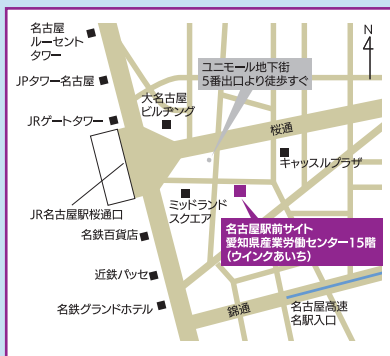 名古屋
ルーセント
タワー
N
ユニモール地下街
5番出口より徒歩すぐ
JPタワー名古屋
大名古屋
ビルヂング
JRゲートタワー
桜通
キャッスルプラザ
ミッドランド
スクエア
JR名古屋駅桜通口
名古屋駅前サイト
愛知県産業労働センター15階
(ウインクあいち)
名鉄百貨店
近鉄パッセ
名鉄グランドホテル
錦通
名古屋高速
名駅入口